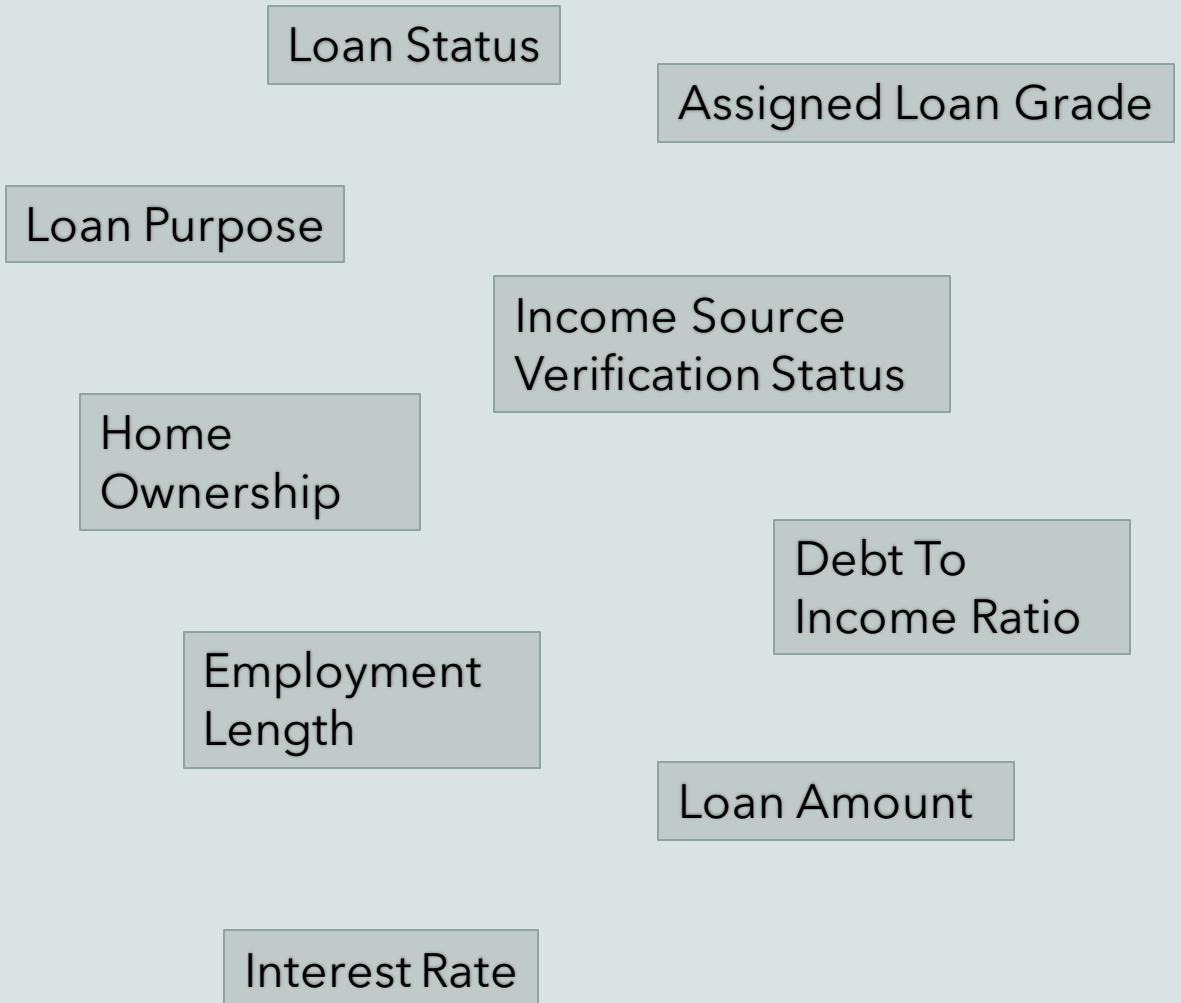 Loan Status
Assigned Loan Grade
Loan Purpose
Income Source
Verification Status
Home
Ownership
Debt To
Income Ratio
Employment
Length
Loan Amount
Interest Rate